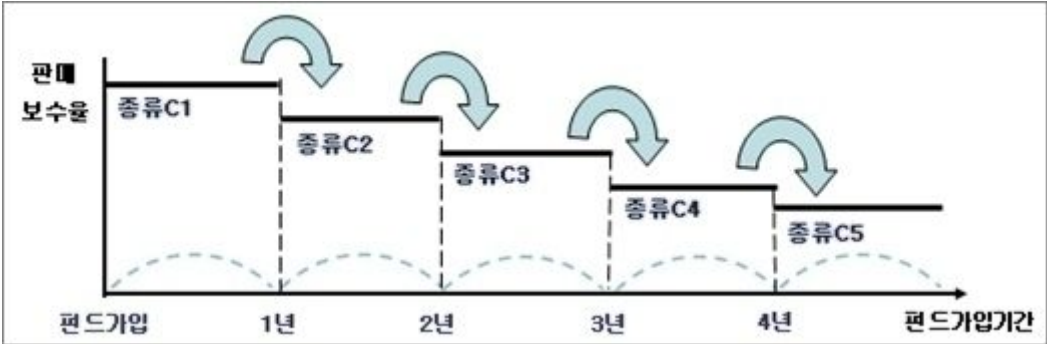 판매
보수율
종류C1
종류C2
종류C3
종류C4
종류C5
펀드가입
1년
2년
3년
4년
펀드가입기간